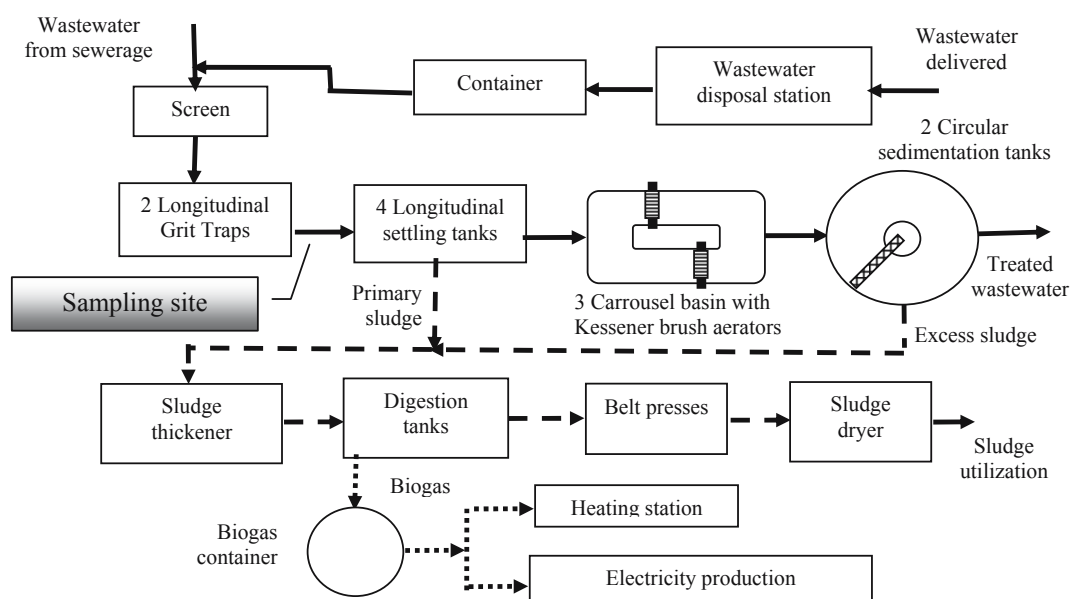 Wastewater
from sewerage
Wastewater
delivered
Container
Wastewater
disposal station
Screen
2 Circular
sedimentation tanks
2 Longitudinal
Grit Traps
4 Longitudinal
settling tanks
Sampling site
Primary
sludge
3 Carrousel basin with
Kessener brush aerators
Treated
wastewater
Excess sludge
Sludge
thickener
Digestion
tanks
Belt presses
Sludge
dryer
Sludge
utilization
Biogas
Biogas
container
Heating station
Electricity production